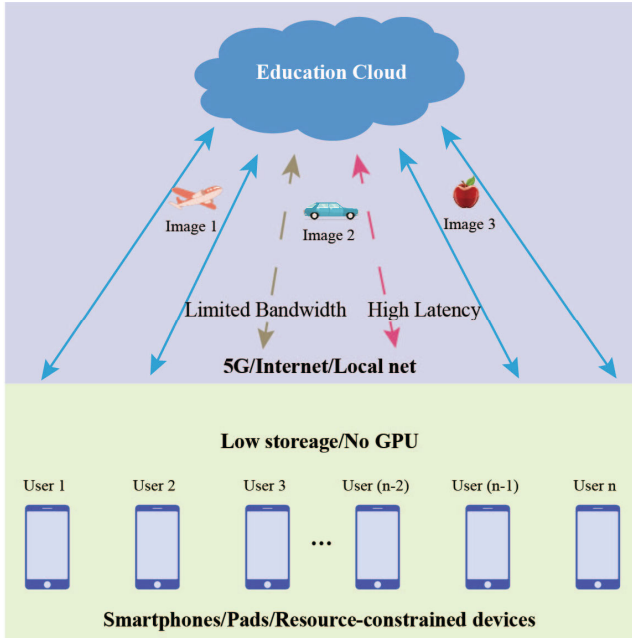 Education Cloud
Image 1
Image 2
Image 3
Limited Bandwidth
High Latency
5G/Internet/Local net
Low storeage/No GPU
User 1
User 2
User 3
User (n-2)
User (n-1)
User n
...
Smartphones/Pads/Resource-constrained devices